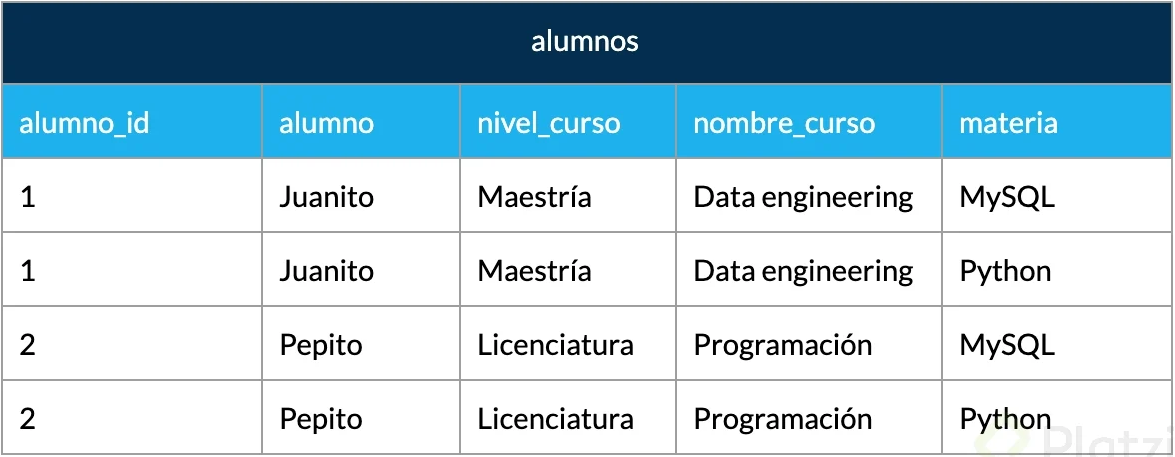 alumnos
alumno_id alumno nivel_curso nombre_curso materia
1 Juanito Maestría Data engineering MySQL
1 Juanito Maestría Data engineering Python
2 Pepito Licenciatura Programación MySQL
2 Pepito Licenciatura Programación Python
Platzi